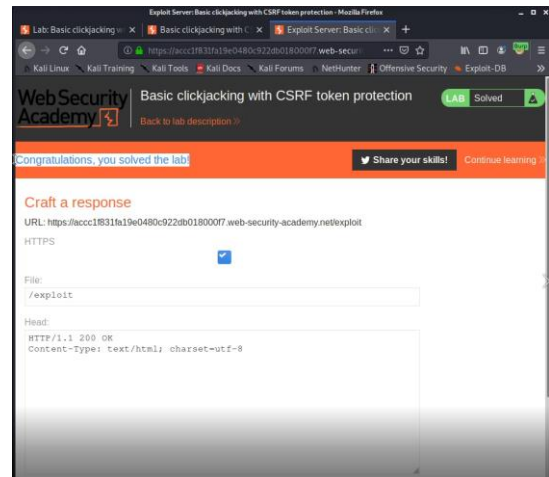 Exploit Server: Basic clickjacking with CSRF token protection - Mozilla Firefox
Lab: Basic clickjacking w
Basic clickjacking with C
Exploit Server: Basic clic
https://accc1f831fa19e0480c922db018000f7.web-secur
Kali Linux Kali Training Kali Tools Kali Docs Kali Forums NetHunter Offensive Security Exploit-DB
WebSecurity
Academy
Basic clickjacking with CSRF token protection
Back to lab description
LAB Solved
Congratulations, you solved the lab!
Share your skills!
Continue learning
Craft a response
URL: https://accc1f831fa19e0480c922db018000f7.web-security-academy.net/exploit
HTTPS
File:
/exploit
Head:
HTTP/1.1 200 OK
Content-Type: text/html; charset=utf-8